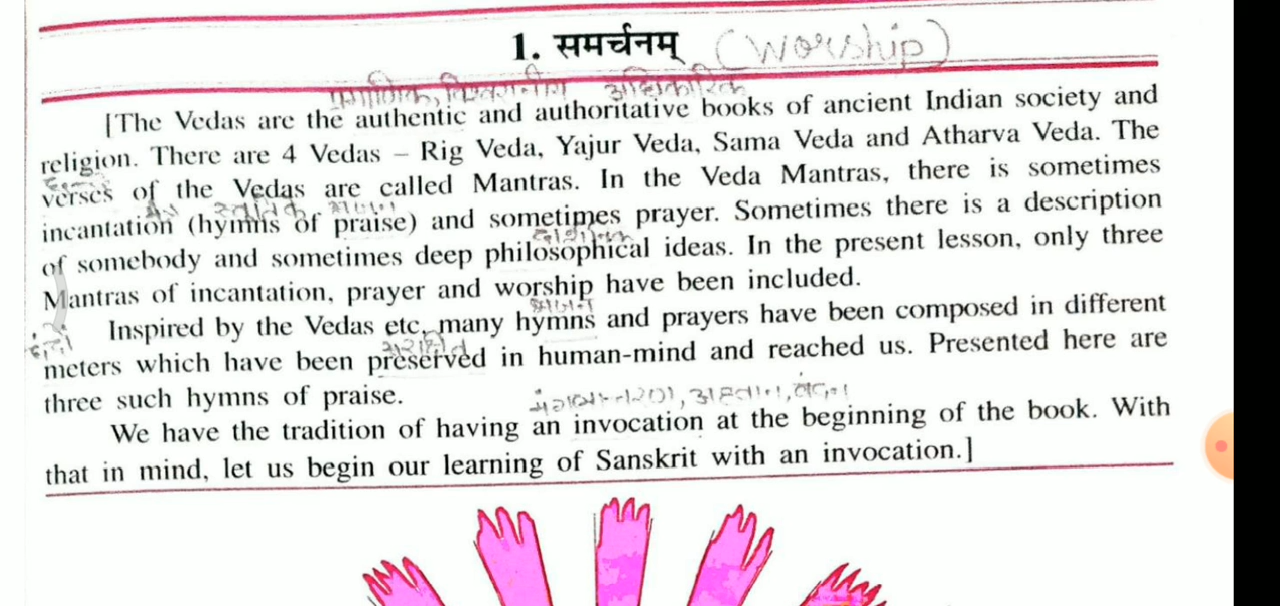 1. समर्चनम् (Worship)
प्रमाणिक, विश्वसनीय आधिकारिक
[The Vedas are the authentic and authoritative books of ancient Indian society and
religion. There are 4 Vedas – Rig Veda, Yajur Veda, Sama Veda and Atharva Veda. The
verses of the Vedas are called Mantras. In the Veda Mantras, there is sometimes
incantation (hymns of praise) and sometimes prayer. Sometimes there is a description
of somebody and sometimes deep philosophical ideas. In the present lesson, only three
Mantras of incantation, prayer and worship have been included.
Inspired by the Vedas etc, many hymns and prayers have been composed in different
meters which have been preserved in human-mind and reached us. Presented here are
three such hymns of praise.
We have the tradition of having an invocation at the beginning of the book. With
that in mind, let us begin our learning of Sanskrit with an invocation.]